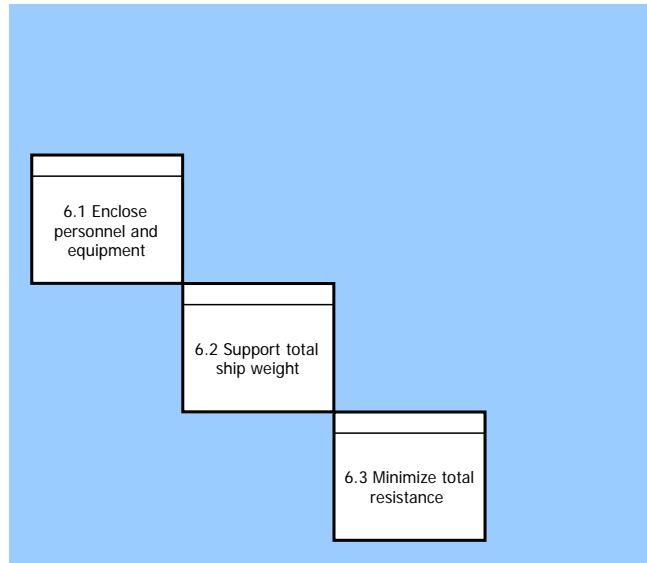 6.1 Enclose
personnel and
equipment
6.2 Support total
ship weight
6.3 Minimize total
resistance